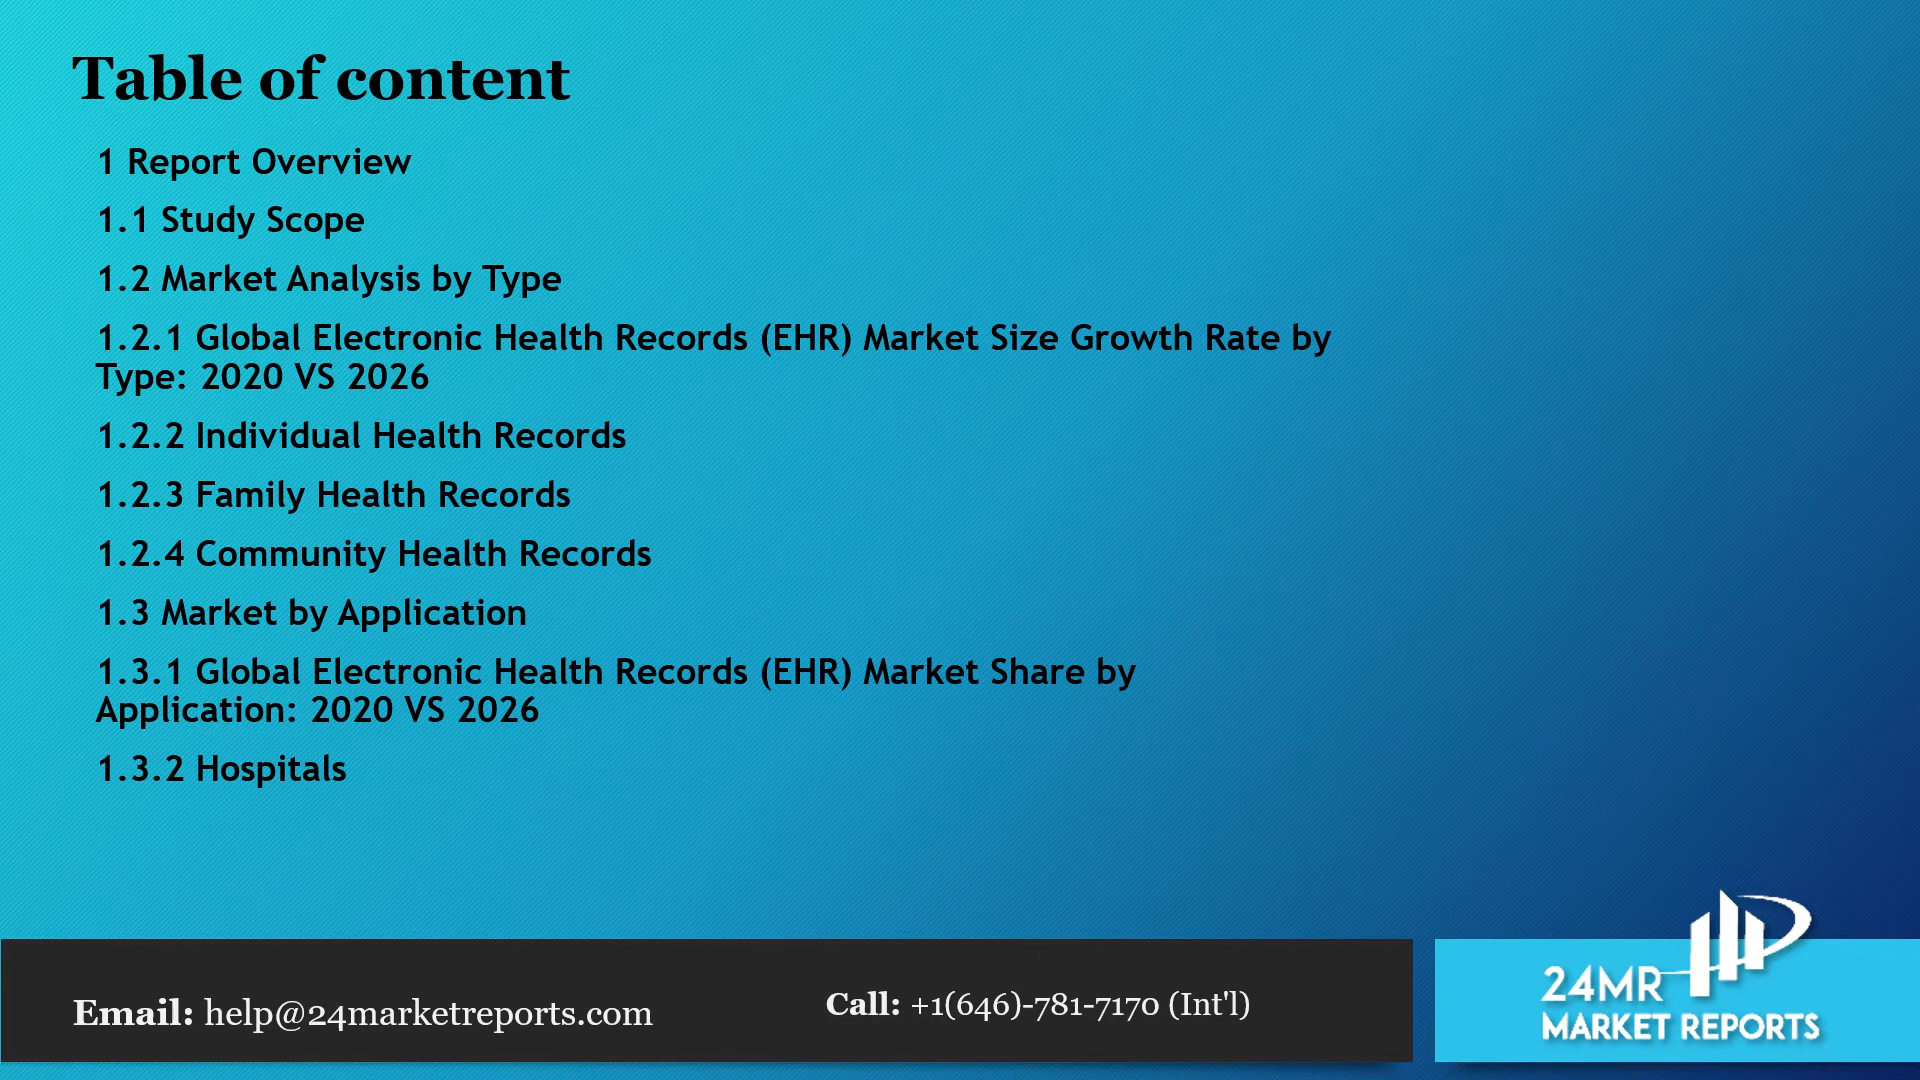 Table of content
1 Report Overview
1.1 Study Scope
1.2 Market Analysis by Type
1.2.1 Global Electronic Health Records (EHR) Market Size Growth Rate by
Type: 2020 VS 2026
1.2.2 Individual Health Records
1.2.3 Family Health Records
1.2.4 Community Health Records
1.3 Market by Application
1.3.1 Global Electronic Health Records (EHR) Market Share by
Application: 2020 VS 2026
1.3.2 Hospitals
Email: help@24marketreports.com
Call: +1(646)-781-7170 (Int'l)
24MR
MARKET REPORTS